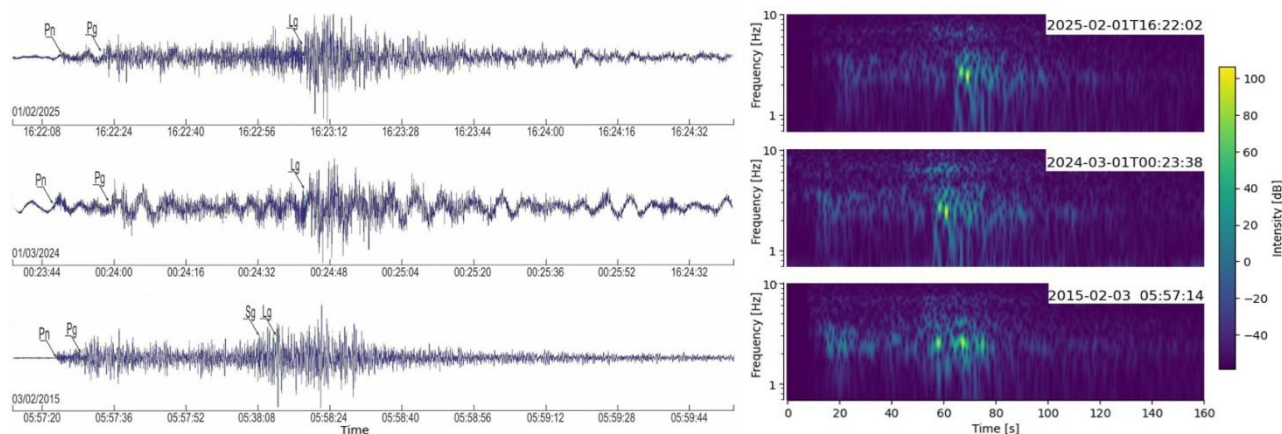 Pn Pg Lg
01/02/2025
16:22:08 16:22:24 16:22:40 16:22:56 16:23:12 16:23:28 16:23:44 16:24:00 16:24:16 16:24:32
Pn Pg Lg
01/03/2024
00:23:44 00:24:00 00:24:16 00:24:32 00:24:48 00:25:04 00:25:20 00:25:36 00:25:52 16:24:32
Pn Pg Sg Lg
03/02/2015
05:57:20 05:57:36 05:57:52 05:38:08 05:58:24 05:58:40 05:58:56 05:59:12 05:59:28 05:59:44
Time
10
2025-02-01T16:22:02
Frequency [Hz]
1
10
2024-03-01T00:23:38
Frequency [Hz]
1
10
2015-02-03 05:57:14
Frequency [Hz]
1
0 20 40 60 80 100 120 140 160
Time [s]
100
80
60
40
20
0
−20
−40
Intensity [dB]